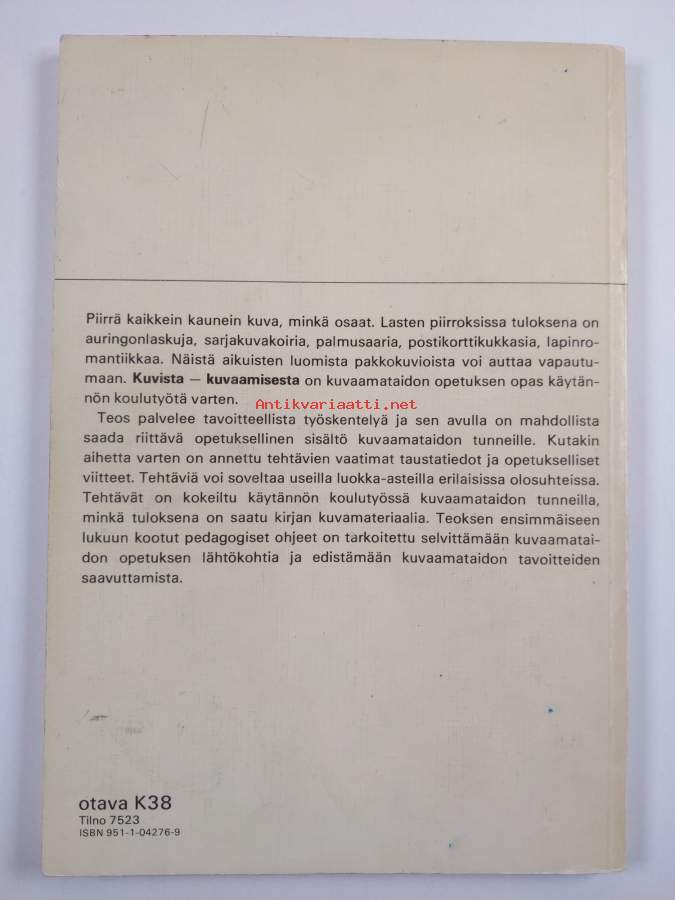 Piirrä kaikkein kaunein kuva, minkä osaat. Lasten piirroksissa tuloksena on
auringonlaskuja, sarjakuvakoiria, palmusaaria, postikorttikukkasia, lapinro-
mantiikkaa. Näistä aikuisten luomista pakkokuvioista voi auttaa vapautu-
maan. Kuvista — kuvaamisesta on kuvaamataidon opetuksen opas käytän-
nön koulutyötä varten.
Antikvariaatti.net
Teos palvelee tavoitteellista työskentelyä ja sen avulla on mahdollista
saada riittävä opetuksellinen sisältö kuvaamataidon tunneille. Kutakin
aihetta varten on annettu tehtävien vaatimat taustatiedot ja opetukselliset
viitteet. Tehtäviä voi soveltaa useilla luokka-asteilla erilaisissa olosuhteissa.
Tehtävät on kokeiltu käytännön koulutyössä kuvaamataidon tunneilla,
minkä tuloksena on saatu kirjan kuvamateriaalia. Teoksen ensimmäiseen
lukuun kootut pedagogiset ohjeet on tarkoitettu selvittämään kuvaamatai-
don opetuksen lähtökohtia ja edistämään kuvaamataidon tavoitteiden
saavuttamista.
otava K38
Tilno 7523
ISBN 951-1-04276-9